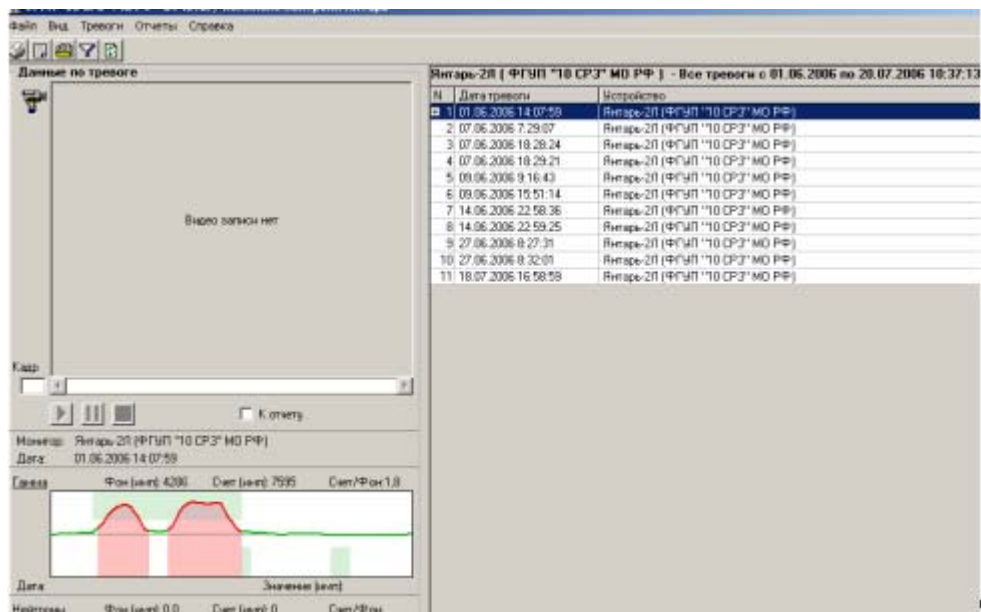 Файл Вид Тревоги Отчеты Справка
Данные по тревоге
Видео записи нет
Кадр
К отчету
Монитор: Янтарь-2Л (ФГУП "10 СРЗ" МО РФ)
Дата: 01.06.2006 14:07:59
Гамма Фон (имп): 4286 Счет (имп): 7595 Счет/Фон 1,8
Дата: Значение (имп):
Нейтроны Фон (имп): 0,0 Счет (имп): 0 Счет/Фон
Янтарь-2Л ( ФГУП "10 СРЗ" МО РФ ) - Все тревоги с 01.06.2006 по 20.07.2006 10:37:13
N Дата тревоги Устройство
1 01.06.2006 14:07:59 Янтарь-2Л (ФГУП "10 СРЗ" МО РФ)
2 07.06.2006 7:29:07 Янтарь-2Л (ФГУП "10 СРЗ" МО РФ)
3 07.06.2006 18:28:24 Янтарь-2Л (ФГУП "10 СРЗ" МО РФ)
4 07.06.2006 18:29:21 Янтарь-2Л (ФГУП "10 СРЗ" МО РФ)
5 09.06.2006 9:16:43 Янтарь-2Л (ФГУП "10 СРЗ" МО РФ)
6 09.06.2006 15:51:14 Янтарь-2Л (ФГУП "10 СРЗ" МО РФ)
7 14.06.2006 22:58:36 Янтарь-2Л (ФГУП "10 СРЗ" МО РФ)
8 14.06.2006 22:59:25 Янтарь-2Л (ФГУП "10 СРЗ" МО РФ)
9 27.06.2006 8:27:31 Янтарь-2Л (ФГУП "10 СРЗ" МО РФ)
10 27.06.2006 8:32:01 Янтарь-2Л (ФГУП "10 СРЗ" МО РФ)
11 18.07.2006 16:58:59 Янтарь-2Л (ФГУП "10 СРЗ" МО РФ)